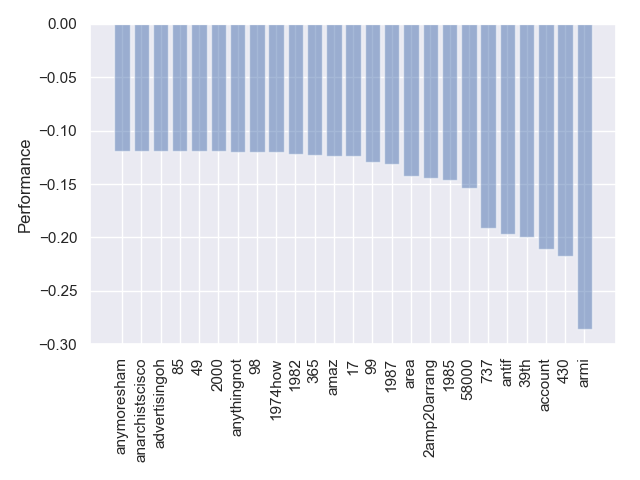 0.00
−0.05
−0.10
−0.15
−0.20
−0.25
−0.30
Performance
anymoresham
anarchistscisco
advertisingoh
85
49
2000
anythingnot
98
1974how
1982
365
amaz
17
99
1987
area
2amp20arrang
1985
58000
737
antif
39th
account
430
armi